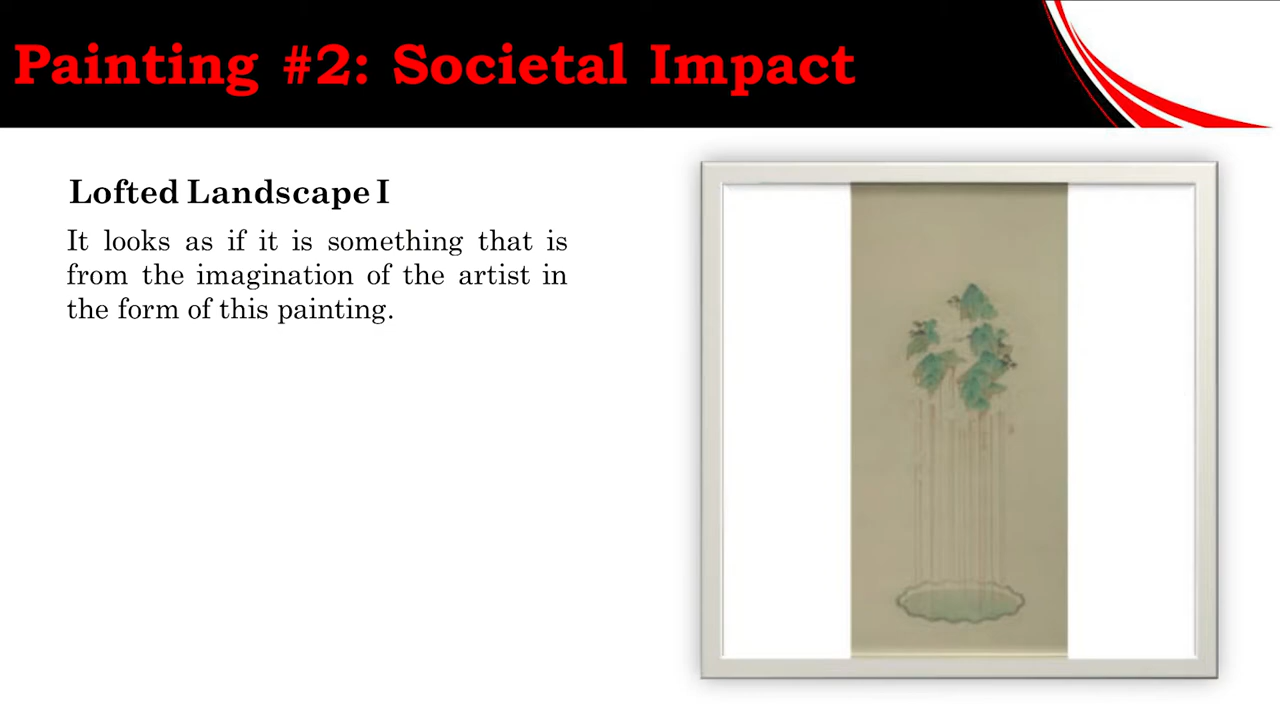 Painting #2: Societal Impact
Lofted Landscape I
It looks as if it is something that is
from the imagination of the artist in
the form of this painting.